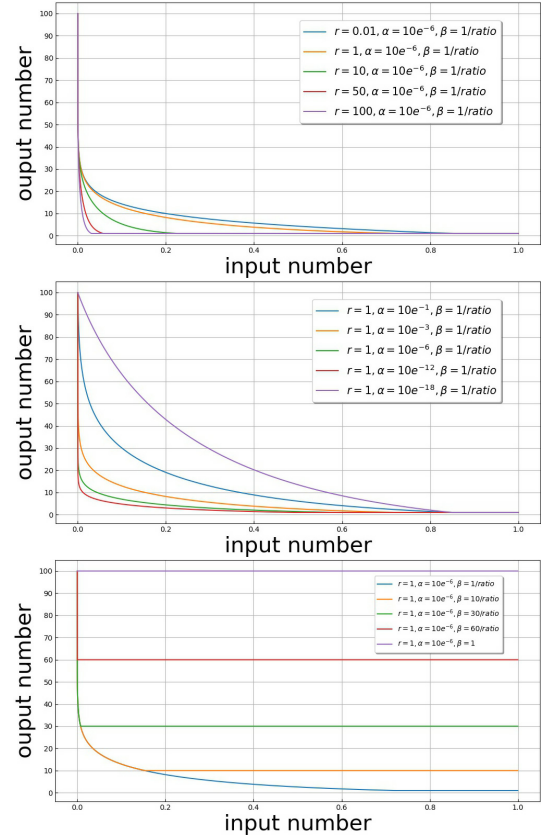 100
90
80
70
60
50
40
30
20
10
0
ouput number
r = 0.01, α = 10e⁻⁶, β = 1/ratio
r = 1, α = 10e⁻⁶, β = 1/ratio
r = 10, α = 10e⁻⁶, β = 1/ratio
r = 50, α = 10e⁻⁶, β = 1/ratio
r = 100, α = 10e⁻⁶, β = 1/ratio
0.0 0.2 0.4 0.6 0.8 1.0
input number
100
90
80
70
60
50
40
30
20
10
0
ouput number
r = 1, α = 10e⁻¹, β = 1/ratio
r = 1, α = 10e⁻³, β = 1/ratio
r = 1, α = 10e⁻⁶, β = 1/ratio
r = 1, α = 10e⁻¹², β = 1/ratio
r = 1, α = 10e⁻¹⁸, β = 1/ratio
0.0 0.2 0.4 0.6 0.8 1.0
input number
100
90
80
70
60
50
40
30
20
10
0
ouput number
r = 1, α = 10e⁻⁶, β = 1/ratio
r = 1, α = 10e⁻⁶, β = 10/ratio
r = 1, α = 10e⁻⁶, β = 30/ratio
r = 1, α = 10e⁻⁶, β = 60/ratio
r = 1, α = 10e⁻⁶, β = 1
0.0 0.2 0.4 0.6 0.8 1.0
input number